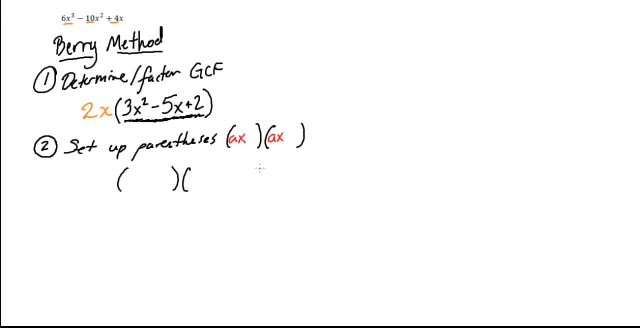 6x³ − 10x² + 4x
Berry Method
① Determine/factor GCF
2x(3x²-5x+2)
② Set up parentheses (ax )(ax )
( )(